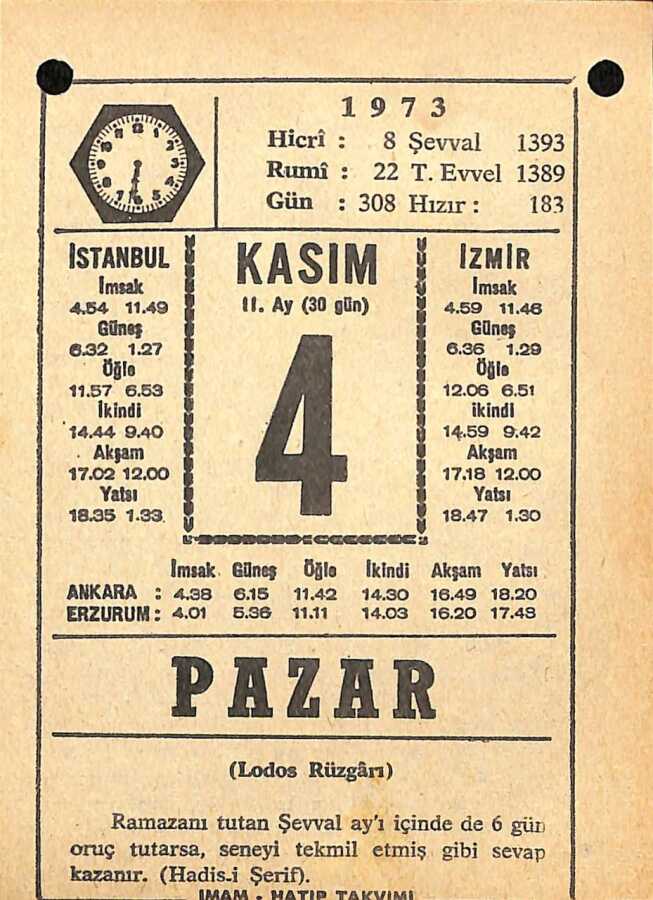 1973
Hicrî : 8 Şevval 1393
Rumî : 22 T. Evvel 1389
Gün : 308 Hızır : 183
İSTANBUL
İmsak
4.54 11.49
Güneş
6.32 1.27
Öğle
11.57 6.53
İkindi
14.44 9.40
Akşam
17.02 12.00
Yatsı
18.35 1.33
KASIM
11. Ay (30 gün)
4
İZMİR
İmsak
4.59 11.46
Güneş
6.36 1.29
Öğle
12.06 6.51
ikindi
14.59 9.42
Akşam
17.18 12.00
Yatsı
18.47 1.30
İmsak Güneş Öğle İkindi Akşam Yatsı
ANKARA : 4.38 6.15 11.42 14.30 16.49 18.20
ERZURUM : 4.01 5.36 11.11 14.03 16.20 17.48
PAZAR
(Lodos Rüzgârı)
Ramazanı tutan Şevval ay'ı içinde de 6 gün
oruç tutarsa, seneyi tekmil etmiş gibi sevap
kazanır. (Hadis-i Şerif).
İMAM - HATİP TAKVİMİ